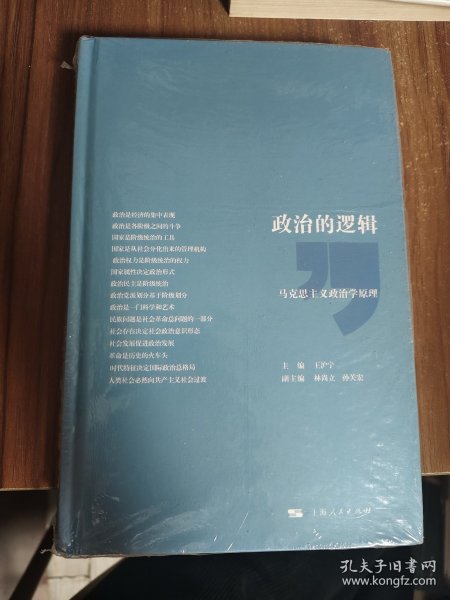 政治的逻辑
马克思主义政治学原理
主 编 王沪宁
副主编 林尚立 孙关宏
政治是经济的集中表现
政治是各阶级之间的斗争
国家是阶级统治的工具
国家是从社会分化出来的管理机构
政治权力是阶级统治的权力
国家属性决定政治形式
政治民主是阶级统治
政治党派划分基于阶级划分
政治是一门科学和艺术
民族问题是社会革命总问题的一部分
社会存在决定社会政治意识形态
社会发展促进政治发展
革命是历史的火车头
时代特征决定国际政治总格局
人类社会必然向共产主义社会过渡
上海人民出版社
孔夫子旧书网
www.kongfz.com